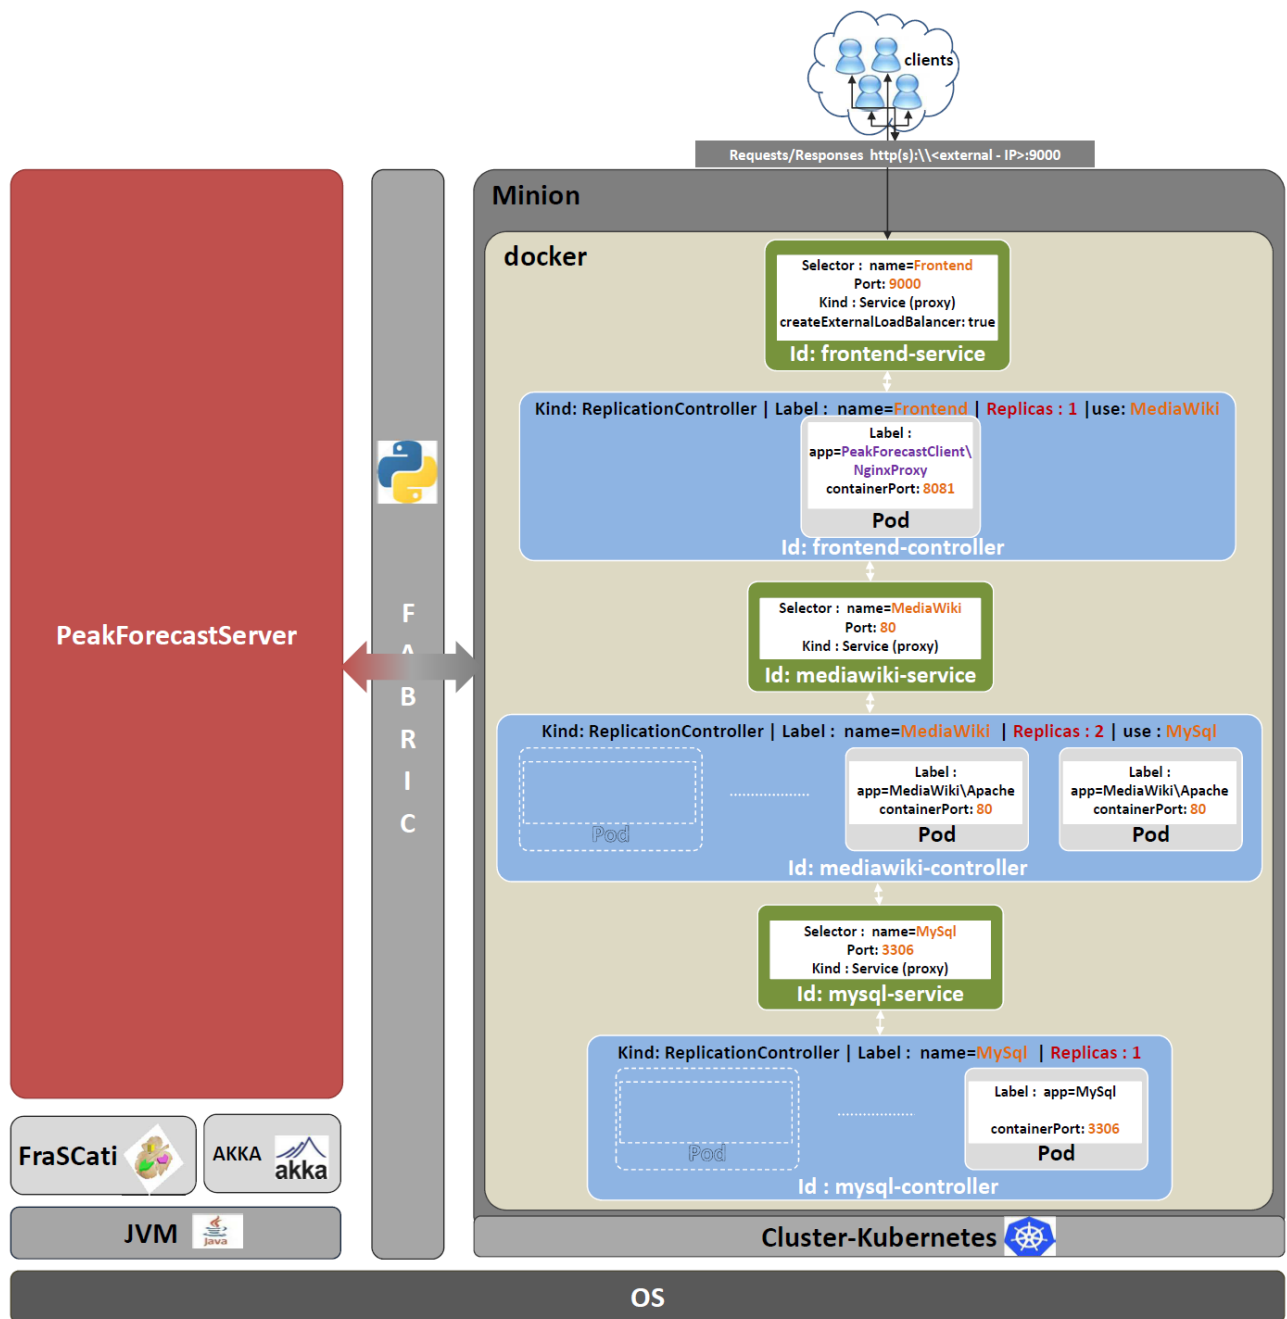 clients
Requests/Responses http(s):\\<external - IP>:9000
Minion
docker
Selector : name=Frontend
Port: 9000
Kind : Service (proxy)
createExternalLoadBalancer: true
Id: frontend-service
Kind: ReplicationController | Label : name=Frontend | Replicas : 1 |use: MediaWiki
Label :
app=PeakForecastClient\
NginxProxy
containerPort: 8081
Pod
Id: frontend-controller
Selector : name=MediaWiki
Port: 80
Kind : Service (proxy)
Id: mediawiki-service
Kind: ReplicationController | Label : name=MediaWiki | Replicas : 2 | use : MySql
Pod
Label :
app=MediaWiki\Apache
containerPort: 80
Pod
Label :
app=MediaWiki\Apache
containerPort: 80
Pod
Id: mediawiki-controller
Selector : name=MySql
Port: 3306
Kind : Service (proxy)
Id: mysql-service
Kind: ReplicationController | Label : name=MySql | Replicas : 1
Pod
Label : app=MySql
containerPort: 3306
Pod
Id : mysql-controller
Cluster-Kubernetes
PeakForecastServer
F
A
B
R
I
C
FraSCati
AKKA
akka
JVM
Java
OS